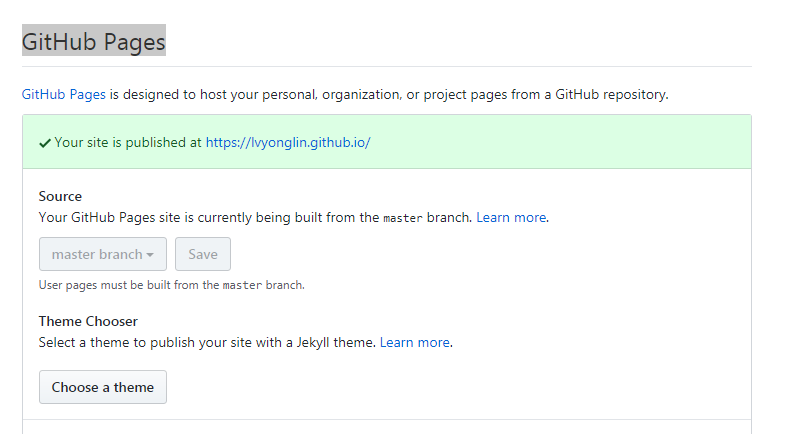 GitHub Pages
GitHub Pages is designed to host your personal, organization, or project pages from a GitHub repository.
✓ Your site is published at https://lvyonglin.github.io/
Source
Your GitHub Pages site is currently being built from the master branch. Learn more.
master branch Save
User pages must be built from the master branch.
Theme Chooser
Select a theme to publish your site with a Jekyll theme. Learn more.
Choose a theme